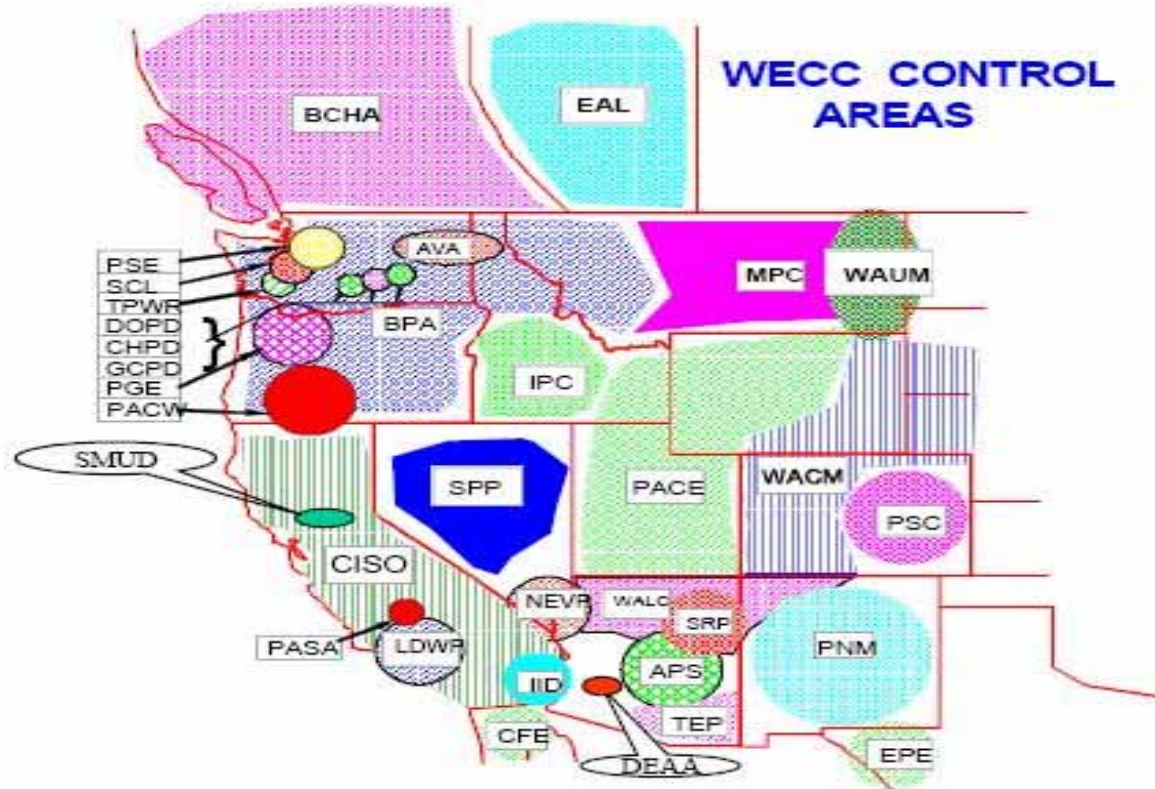 WECC CONTROL
AREAS
BCHA
EAL
PSE
SCL
TPWR
DOPD
CHPD
GCPD
PGE
PACW
AVA
BPA
MPC
WAUM
IPC
SMUD
SPP
PACE
WACM
PSC
CISO
NEVP
WALC
SRP
PASA
LDWP
IID
APS
PNM
TEP
CFE
DEAA
EPE